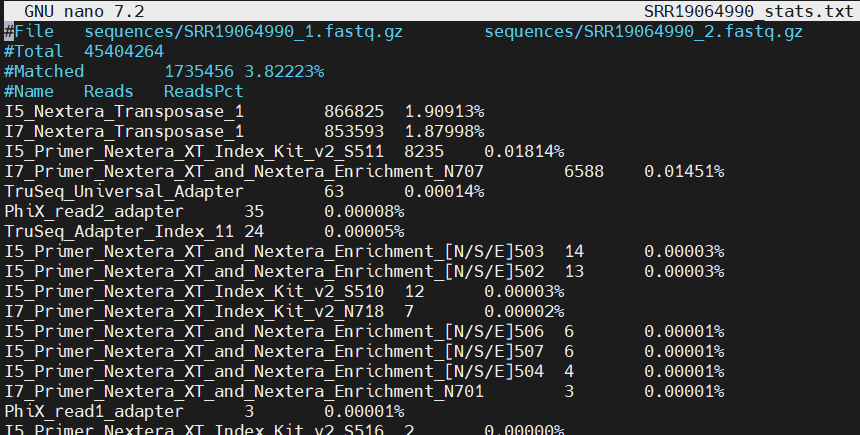 GNU nano 7.2 SRR19064990_stats.txt
#File sequences/SRR19064990_1.fastq.gz sequences/SRR19064990_2.fastq.gz
#Total 45404264
#Matched 1735456 3.82223%
#Name Reads ReadsPct
I5_Nextera_Transposase_1 866825 1.90913%
I7_Nextera_Transposase_1 853593 1.87998%
I5_Primer_Nextera_XT_Index_Kit_v2_S511 8235 0.01814%
I7_Primer_Nextera_XT_and_Nextera_Enrichment_N707 6588 0.01451%
TruSeq_Universal_Adapter 63 0.00014%
PhiX_read2_adapter 35 0.00008%
TruSeq_Adapter_Index_11 24 0.00005%
I5_Primer_Nextera_XT_and_Nextera_Enrichment_[N/S/E]503 14 0.00003%
I5_Primer_Nextera_XT_and_Nextera_Enrichment_[N/S/E]502 13 0.00003%
I5_Primer_Nextera_XT_Index_Kit_v2_S510 12 0.00003%
I7_Primer_Nextera_XT_Index_Kit_v2_N718 7 0.00002%
I5_Primer_Nextera_XT_and_Nextera_Enrichment_[N/S/E]506 6 0.00001%
I5_Primer_Nextera_XT_and_Nextera_Enrichment_[N/S/E]507 6 0.00001%
I5_Primer_Nextera_XT_and_Nextera_Enrichment_[N/S/E]504 4 0.00001%
I7_Primer_Nextera_XT_and_Nextera_Enrichment_N701 3 0.00001%
PhiX_read1_adapter 3 0.00001%
I5_Primer_Nextera_XT_Index_Kit_v2_S516 2 0.00000%